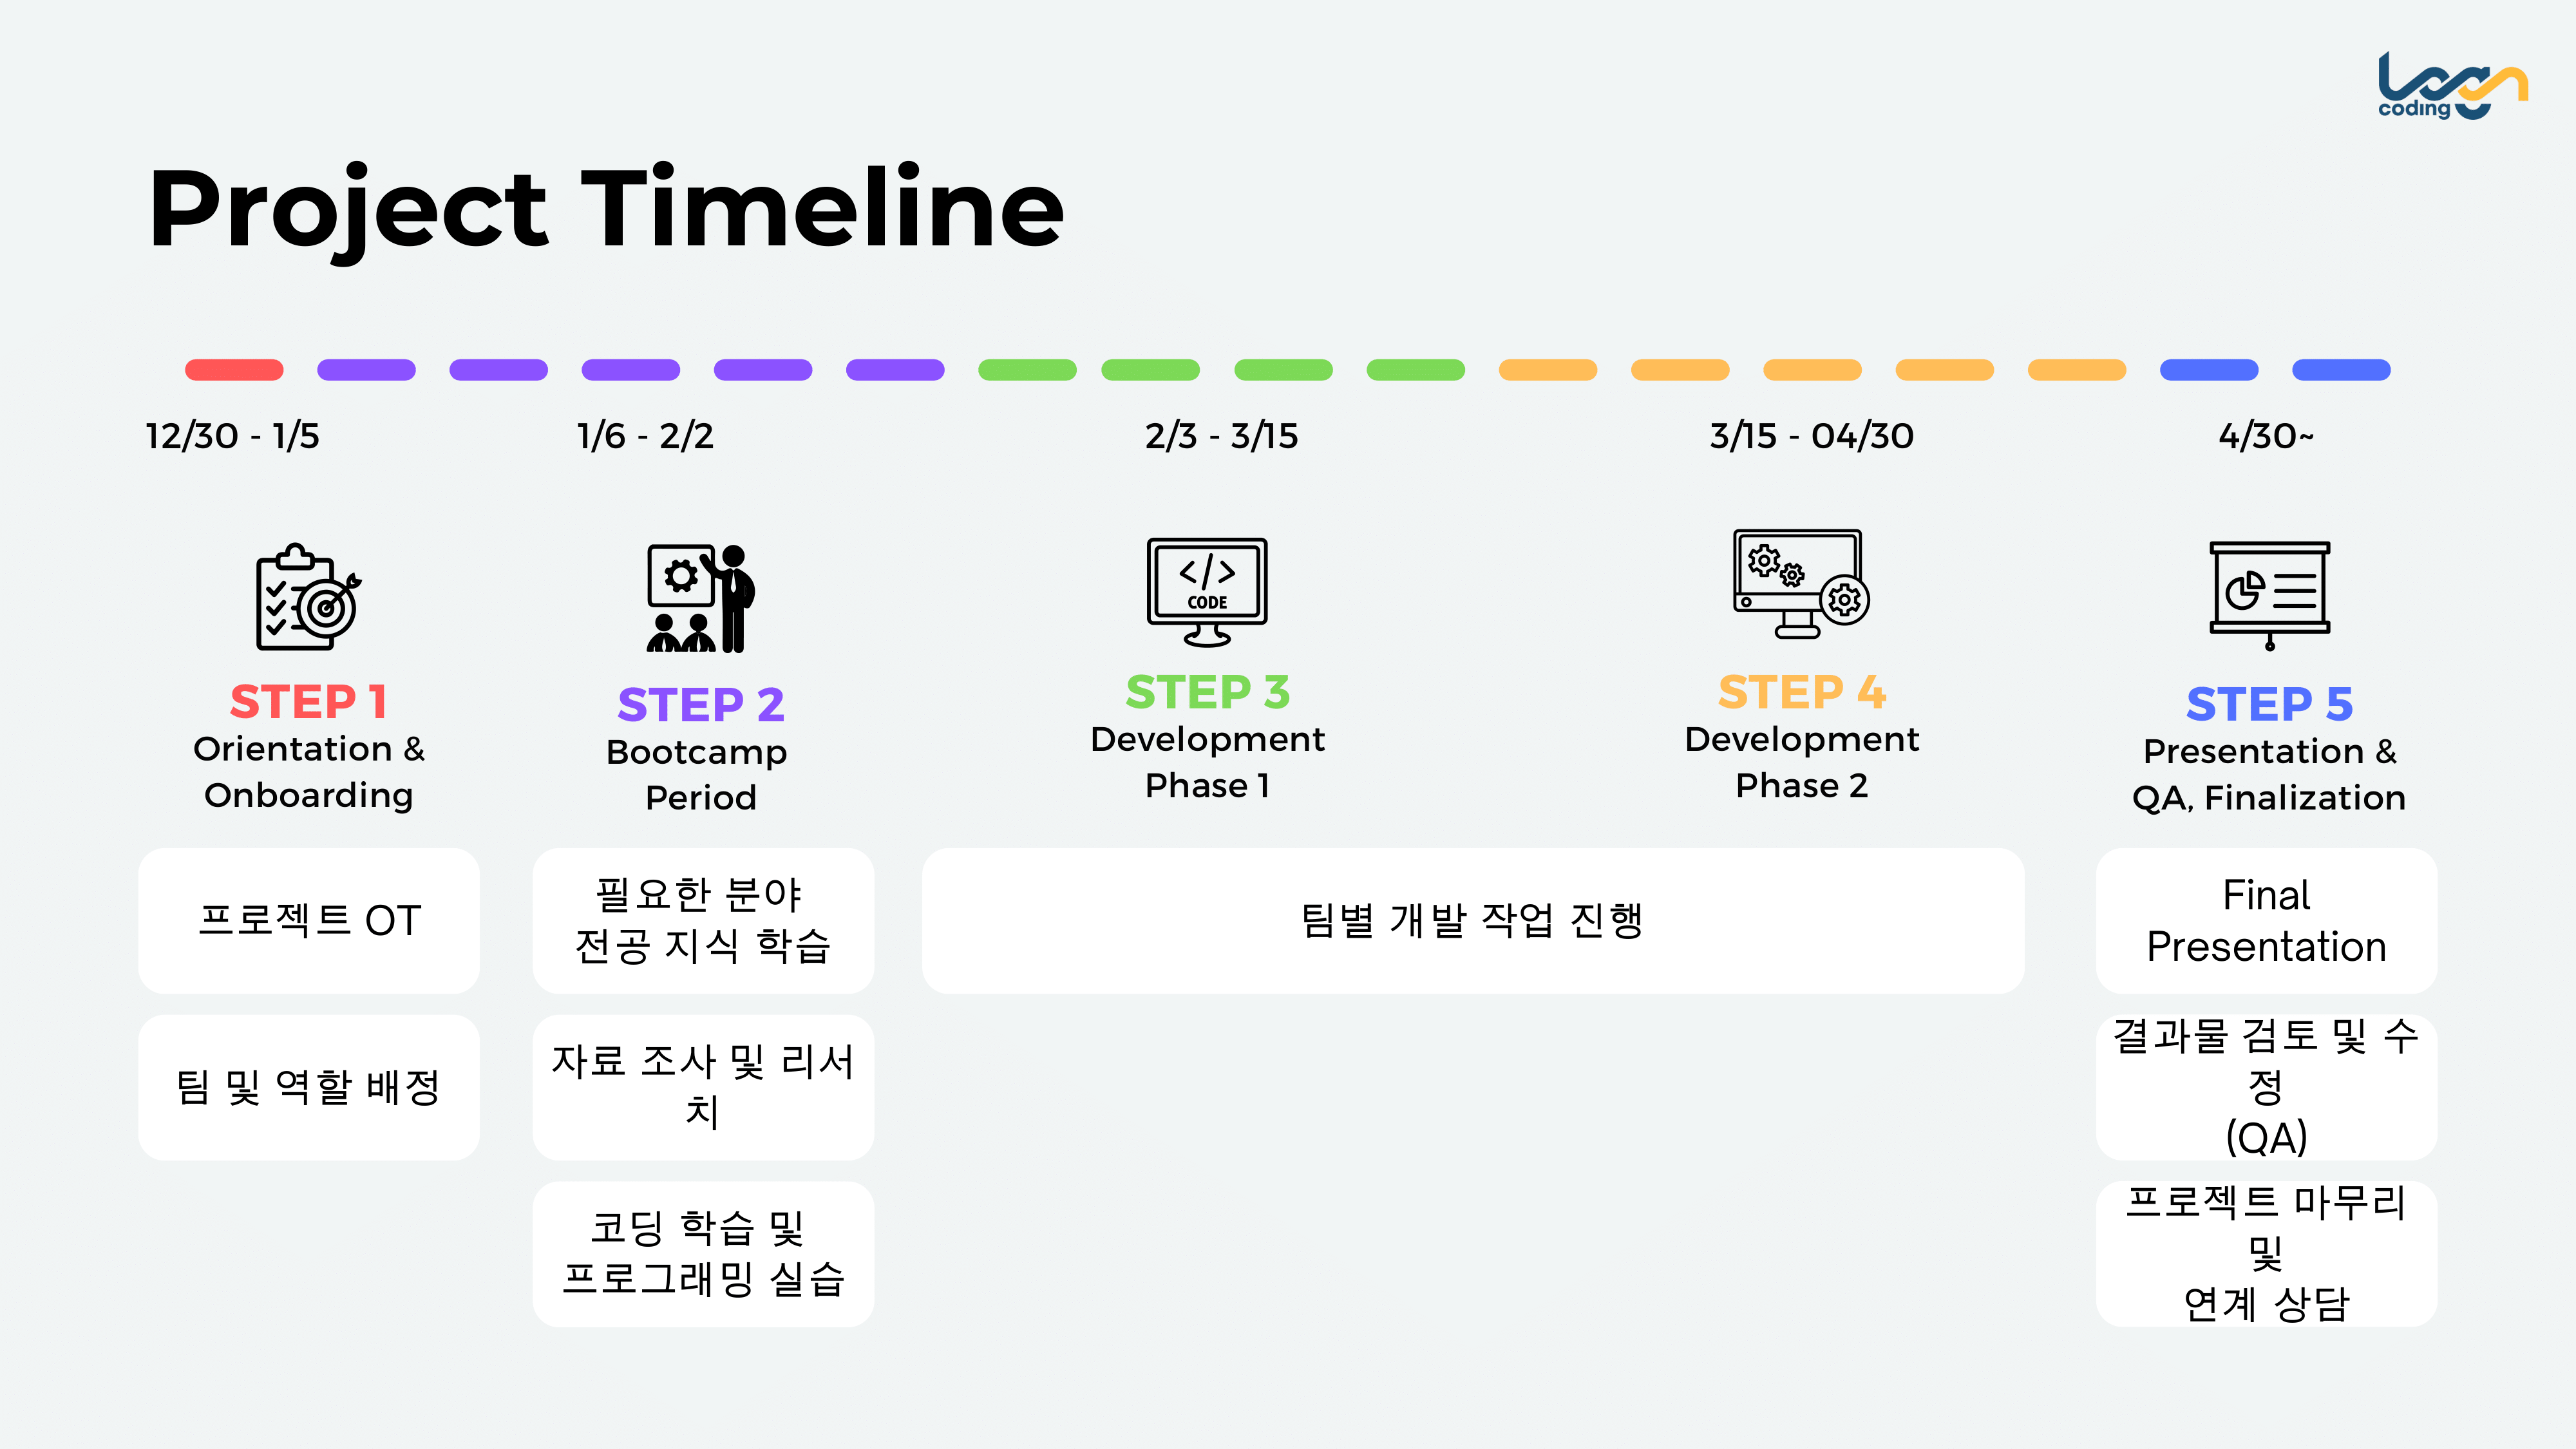 Logan
coding
Project Timeline
12/30 - 1/5
1/6 - 2/2
2/3 - 3/15
3/15 - 04/30
4/30~
CODE
STEP 1
Orientation &
Onboarding
프로젝트 OT
팀 및 역할 배정
STEP 2
Bootcamp
Period
필요한 분야
전공 지식 학습
자료 조사 및 리서
치
코딩 학습 및
프로그래밍 실습
STEP 3
Development
Phase 1
STEP 4
Development
Phase 2
팀별 개발 작업 진행
STEP 5
Presentation &
QA, Finalization
Final
Presentation
결과물 검토 및 수
정
(QA)
프로젝트 마무리
및
연계 상담